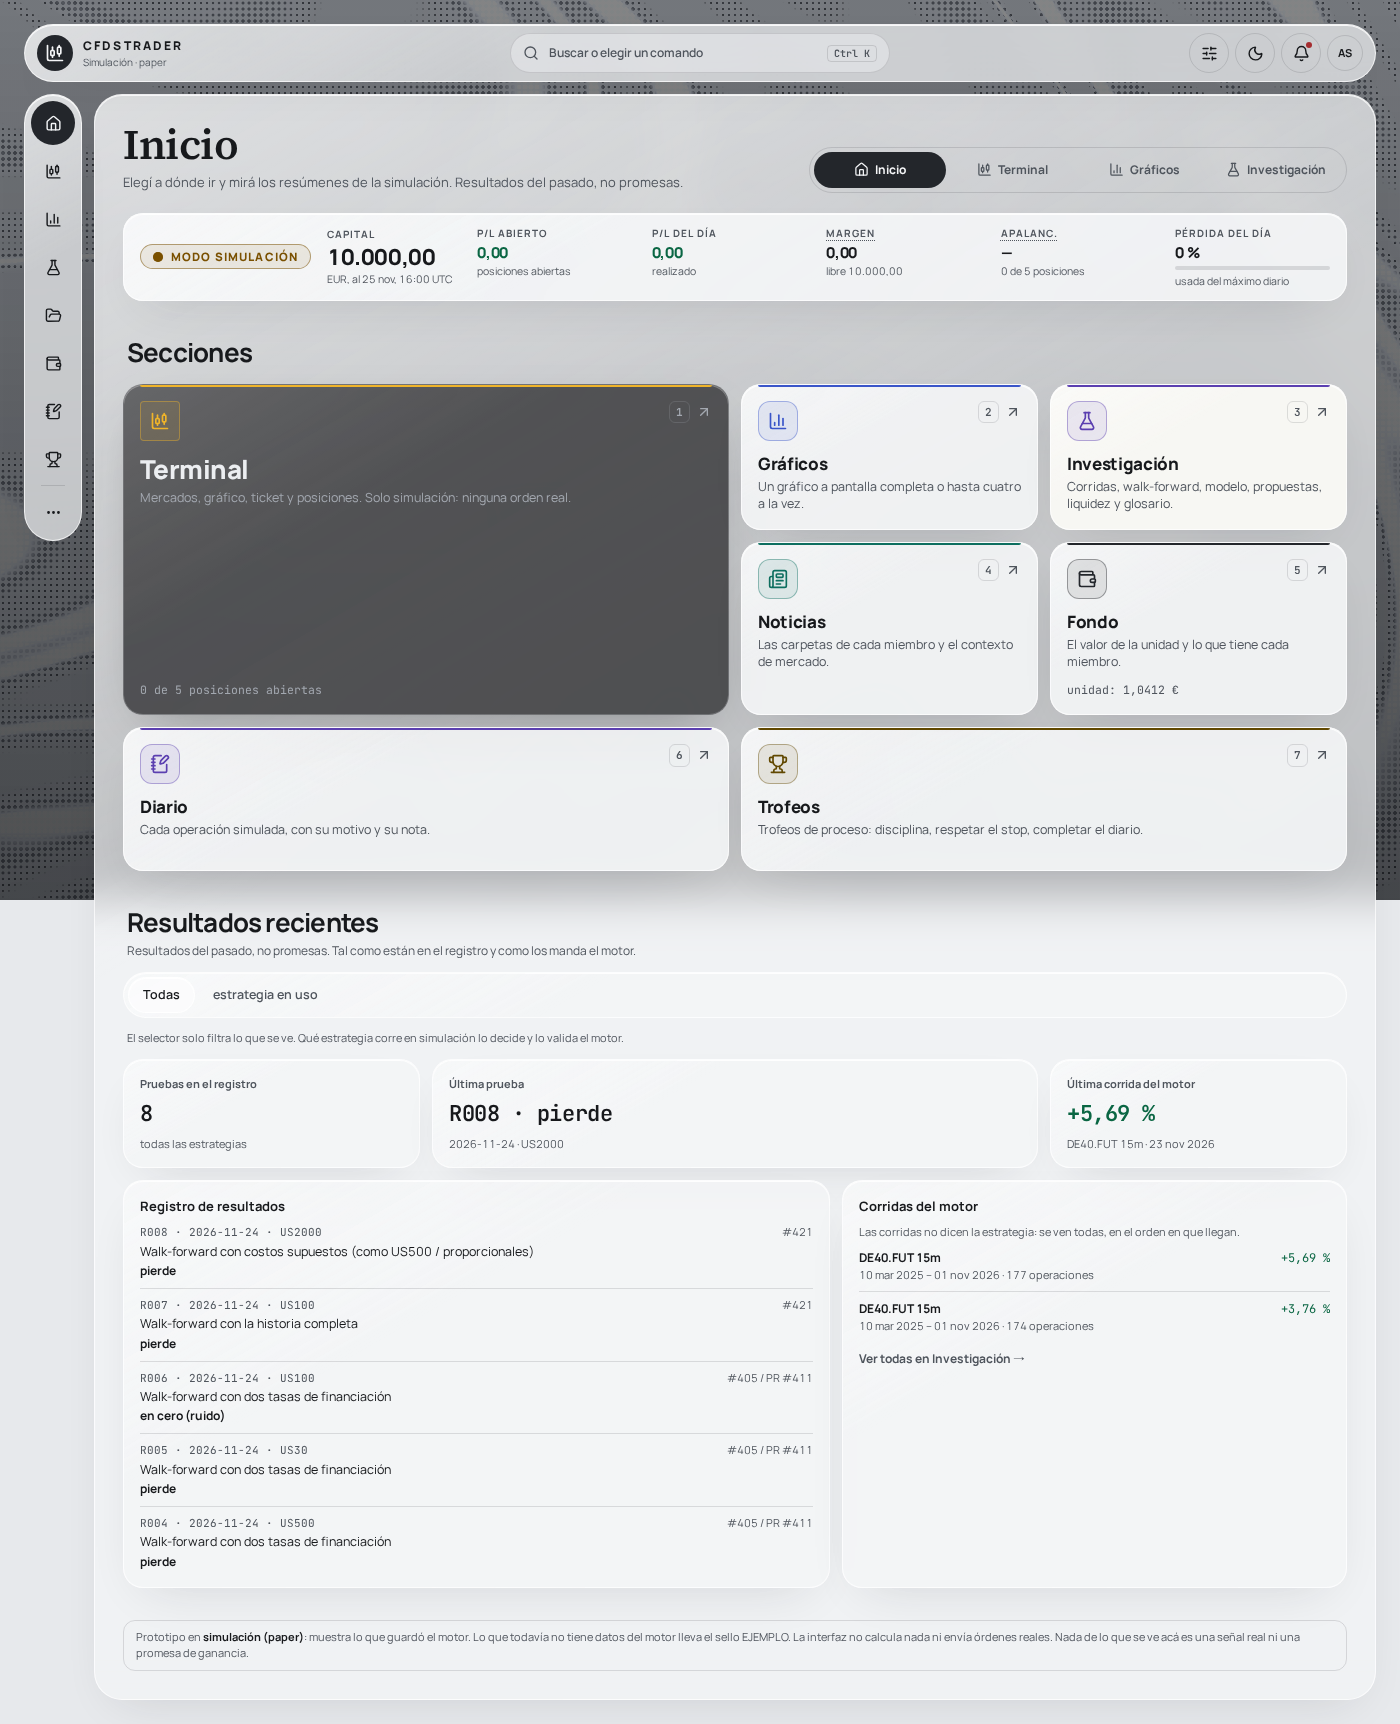 CFDSTRADER
Simulación · paper
Buscar o elegir un comando
Ctrl K
AS
Inicio
Elegí a dónde ir y mirá los resúmenes de la simulación. Resultados del pasado, no promesas.
Inicio
Terminal
Gráficos
Investigación
MODO SIMULACIÓN
CAPITAL
10.000,00
EUR, al 25 nov, 16:00 UTC
P/L ABIERTO
0,00
posiciones abiertas
P/L DEL DÍA
0,00
realizado
MARGEN
0,00
libre 10.000,00
APALANC.
—
0 de 5 posiciones
PÉRDIDA DEL DÍA
0 %
usada del máximo diario
Secciones
1
Terminal
Mercados, gráfico, ticket y posiciones. Solo simulación: ninguna orden real.
0 de 5 posiciones abiertas
2
Gráficos
Un gráfico a pantalla completa o hasta cuatro
a la vez.
3
Investigación
Corridas, walk-forward, modelo, propuestas,
liquidez y glosario.
4
Noticias
Las carpetas de cada miembro y el contexto
de mercado.
5
Fondo
El valor de la unidad y lo que tiene cada
miembro.
unidad: 1,0412 €
6
Diario
Cada operación simulada, con su motivo y su nota.
7
Trofeos
Trofeos de proceso: disciplina, respetar el stop, completar el diario.
Resultados recientes
Resultados del pasado, no promesas. Tal como están en el registro y como los manda el motor.
Todas
estrategia en uso
El selector solo filtra lo que se ve. Qué estrategia corre en simulación lo decide y lo valida el motor.
Pruebas en el registro
8
todas las estrategias
Última prueba
R008 · pierde
2026-11-24 · US2000
Última corrida del motor
+5,69 %
DE40.FUT 15m · 23 nov 2026
Registro de resultados
R008 · 2026-11-24 · US2000
#421
Walk-forward con costos supuestos (como US500 / proporcionales)
pierde
R007 · 2026-11-24 · US100
#421
Walk-forward con la historia completa
pierde
R006 · 2026-11-24 · US100
#405 / PR #411
Walk-forward con dos tasas de financiación
en cero (ruido)
R005 · 2026-11-24 · US30
#405 / PR #411
Walk-forward con dos tasas de financiación
pierde
R004 · 2026-11-24 · US500
#405 / PR #411
Walk-forward con dos tasas de financiación
pierde
Corridas del motor
Las corridas no dicen la estrategia: se ven todas, en el orden en que llegan.
DE40.FUT 15m
+5,69 %
10 mar 2025 – 01 nov 2026 · 177 operaciones
DE40.FUT 15m
+3,76 %
10 mar 2025 – 01 nov 2026 · 174 operaciones
Ver todas en Investigación →
Prototipo en simulación (paper): muestra lo que guardó el motor. Lo que todavía no tiene datos del motor lleva el sello EJEMPLO. La interfaz no calcula nada ni envía órdenes reales. Nada de lo que se ve acá es una señal real ni una
promesa de ganancia.